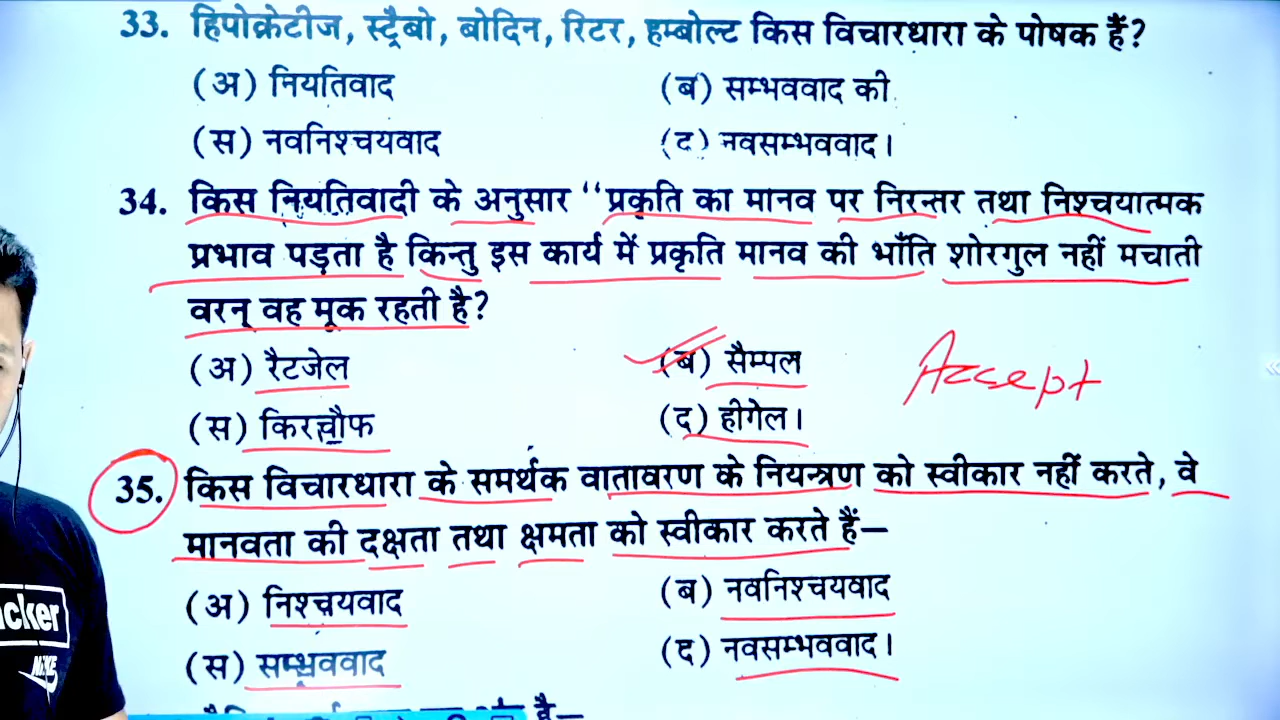 33. हिपोक्रेटीज, स्ट्रैबो, बोदिन, रिटर, हम्बोल्ट किस विचारधारा के पोषक हैं?
(अ) नियतिवाद (ब) सम्भववाद की
(स) नवनिश्चयवाद (द) नवसम्भववाद।
34. किस नियतिवादी के अनुसार ‘‘प्रकृति का मानव पर निरन्तर तथा निश्चयात्मक
प्रभाव पड़ता है किन्तु इस कार्य में प्रकृति मानव की भाँति शोरगुल नहीं मचाती
वरन् वह मूक रहती है?
(अ) रैटजेल (ब) सैम्पल
(स) किरचौफ (द) हीगेल।
Accept
35. किस विचारधारा के समर्थक वातावरण के नियन्त्रण को स्वीकार नहीं करते, वे
मानवता की दक्षता तथा क्षमता को स्वीकार करते हैं–
(अ) निश्चयवाद (ब) नवनिश्चयवाद
(स) सम्भववाद (द) नवसम्भववाद।
cker
NIKE